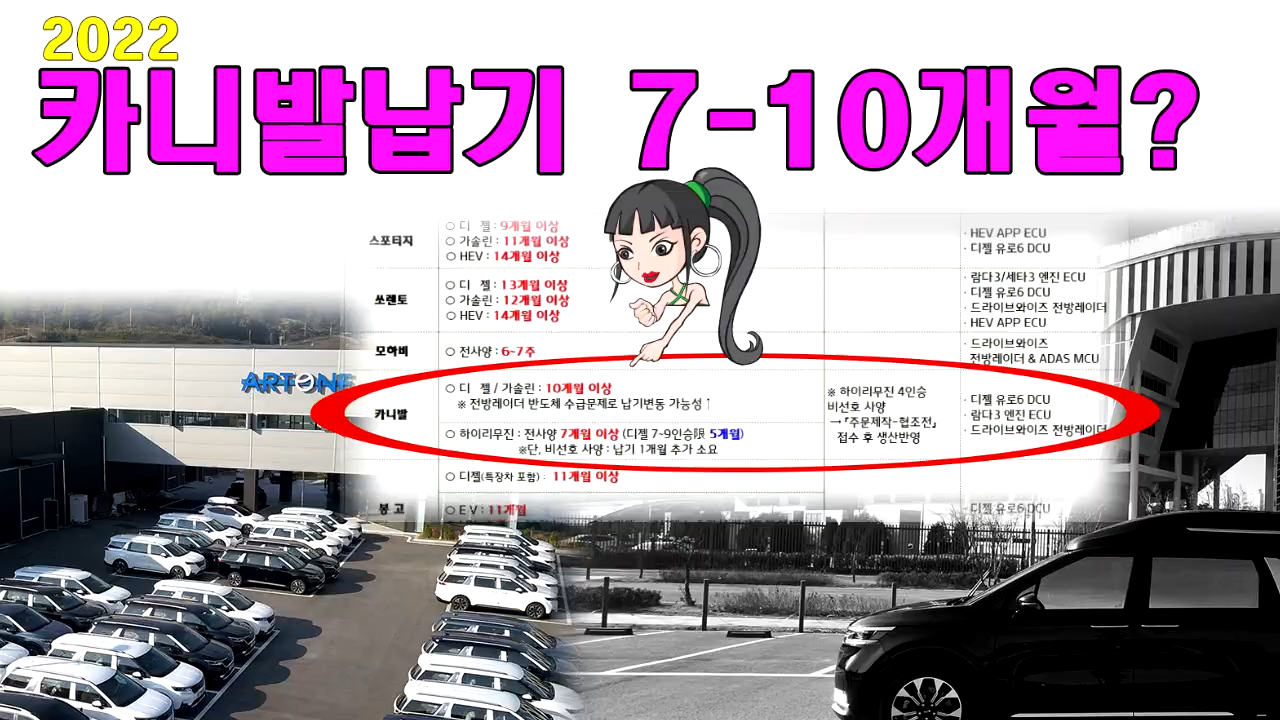 2022
카니발납기 7-10개월?
스포티지
○ 디 젤 : 9개월 이상
○ 가솔린 : 11개월 이상
○ HEV : 14개월 이상
· HEV APP ECU
· 디젤 유로6 DCU
쏘렌토
○ 디 젤 : 13개월 이상
○ 가솔린 : 12개월 이상
○ HEV : 14개월 이상
· 람다3/세타3 엔진 ECU
· 디젤 유로6 DCU
· 드라이브와이즈 전방레이더
· HEV APP ECU
모하비
○ 전사양 : 6~7주
· 드라이브와이즈
전방레이더 & ADAS MCU
ARTONE
카니발
○ 디 젤 / 가솔린 : 10개월 이상
※ 전방레이더 반도체 수급문제로 납기변동 가능성 ↑
○ 하이리무진 : 전사양 7개월 이상 (디젤 7~9인승限 5개월)
※단, 비선호 사양 : 납기 1개월 추가 소요
※ 하이리무진 4인승
비선호 사양
→ 「주문제작-협조전」
접수 후 생산반영
· 디젤 유로6 DCU
· 람다3 엔진 ECU
· 드라이브와이즈 전방레이더
봉 고
○ 디젤(특장차 포함) : 11개월 이상
○ EV : 11개월
· 디젤 유로6 DCU